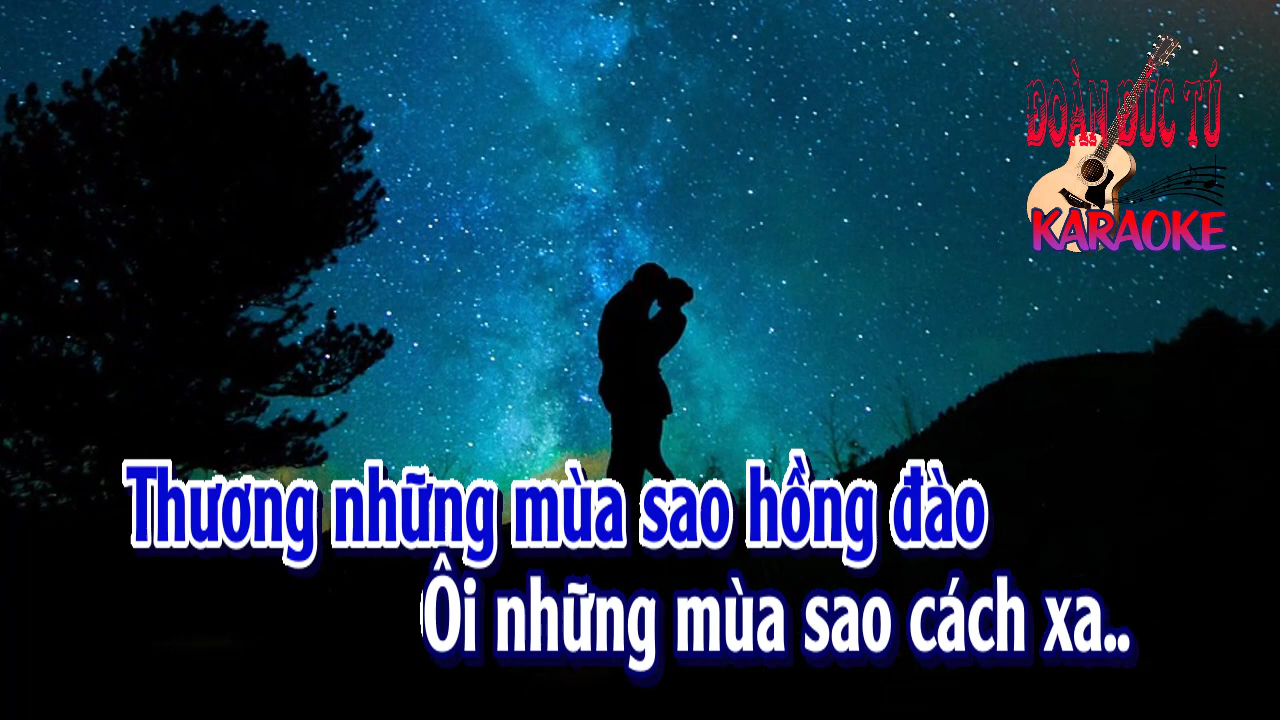 ĐOÀN ĐỨC TÚ
KARAOKE
Thương những mùa sao hồng đào
Ôi những mùa sao cách xa..